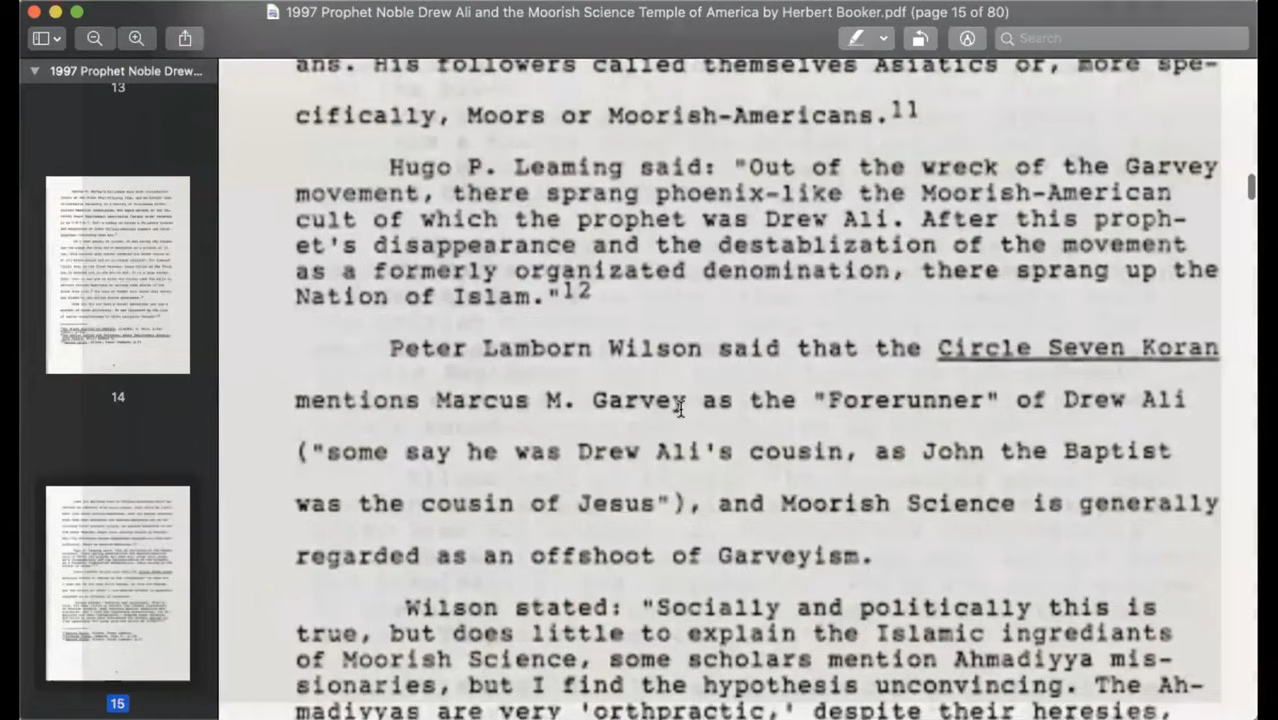 1997 Prophet Noble Drew Ali and the Moorish Science Temple of America by Herbert Booker.pdf (page 15 of 80)
Search
1997 Prophet Noble Drew...
13
14
15
ans. His followers called themselves Asiatics or, more spe-
cifically, Moors or Moorish-Americans.11
Hugo P. Leaming said: "Out of the wreck of the Garvey
movement, there sprang phoenix-like the Moorish-American
cult of which the prophet was Drew Ali. After this proph-
et's disappearance and the destablization of the movement
as a formerly organizated denomination, there sprang up the
Nation of Islam."12
Peter Lamborn Wilson said that the Circle Seven Koran
mentions Marcus M. Garvey as the "Forerunner" of Drew Ali
("some say he was Drew Ali's cousin, as John the Baptist
was the cousin of Jesus"), and Moorish Science is generally
regarded as an offshoot of Garveyism.
Wilson stated: "Socially and politically this is
true, but does little to explain the Islamic ingrediants
of Moorish Science, some scholars mention Ahmadiyya mis-
sionaries, but I find the hypothesis unconvincing. The Ah-
madiyyas are very 'orthpractic,' despite their heresies,